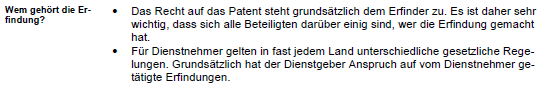 Wem gehört die Er-
findung?
• Das Recht auf das Patent steht grundsätzlich dem Erfinder zu. Es ist daher sehr
wichtig, dass sich alle Beteiligten darüber einig sind, wer die Erfindung gemacht
hat.
• Für Dienstnehmer gelten in fast jedem Land unterschiedliche gesetzliche Rege-
lungen. Grundsätzlich hat der Dienstgeber Anspruch auf vom Dienstnehmer ge-
tätigte Erfindungen.